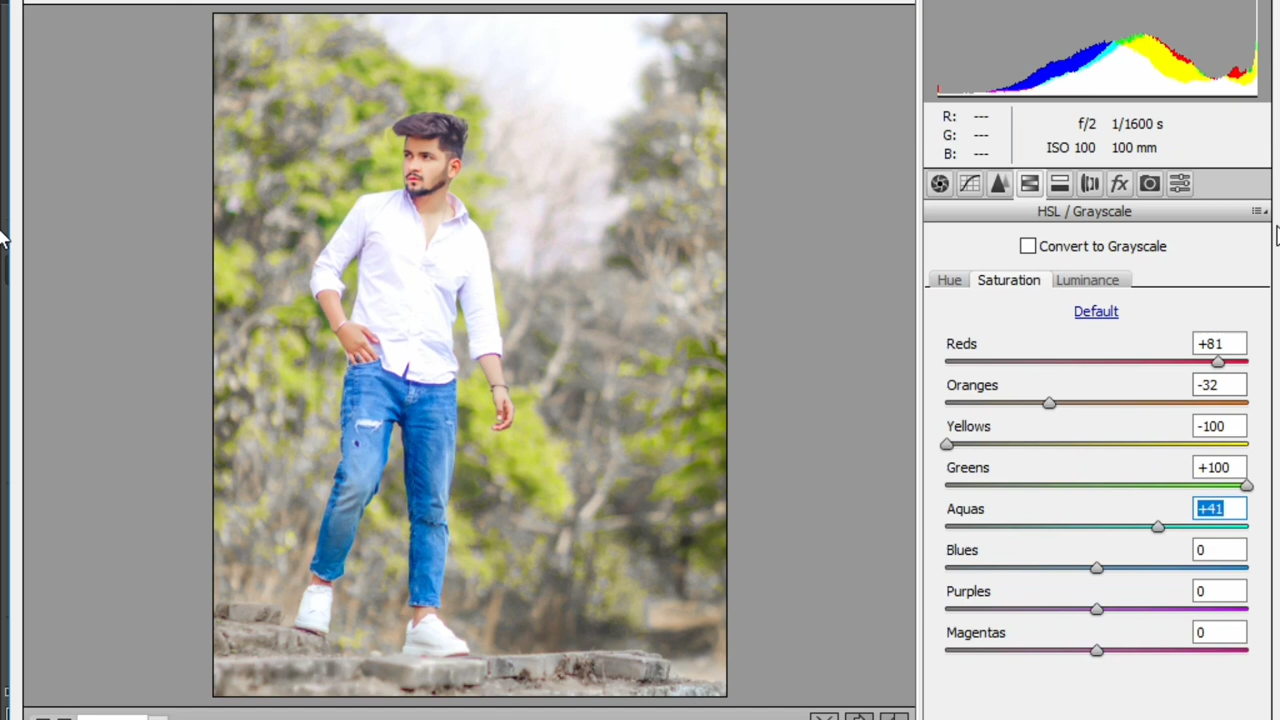 R: ---
G: ---
B: ---
f/2 1/1600 s
ISO 100 100 mm
fx
HSL / Grayscale
Convert to Grayscale
Hue Saturation Luminance
Default
Reds +81
Oranges -32
Yellows -100
Greens +100
Aquas +41
Blues 0
Purples 0
Magentas 0